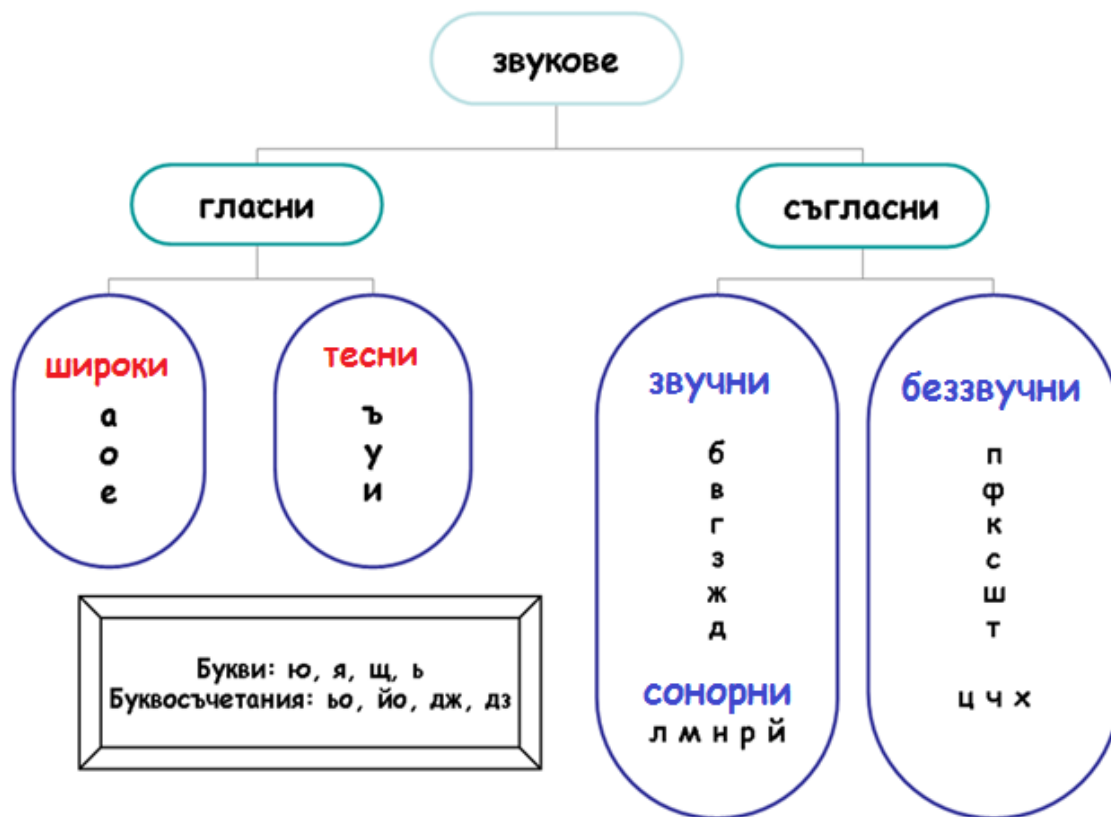 звукове
гласни
съгласни
широки
а
о
е
тесни
ъ
у
и
звучни
б
в
г
з
ж
д
сонорни
л м н р й
беззвучни
п
ф
к
с
ш
т
ц ч х
Букви: ю, я, щ, ь
Буквосъчетания: ьо, йо, дж, дз